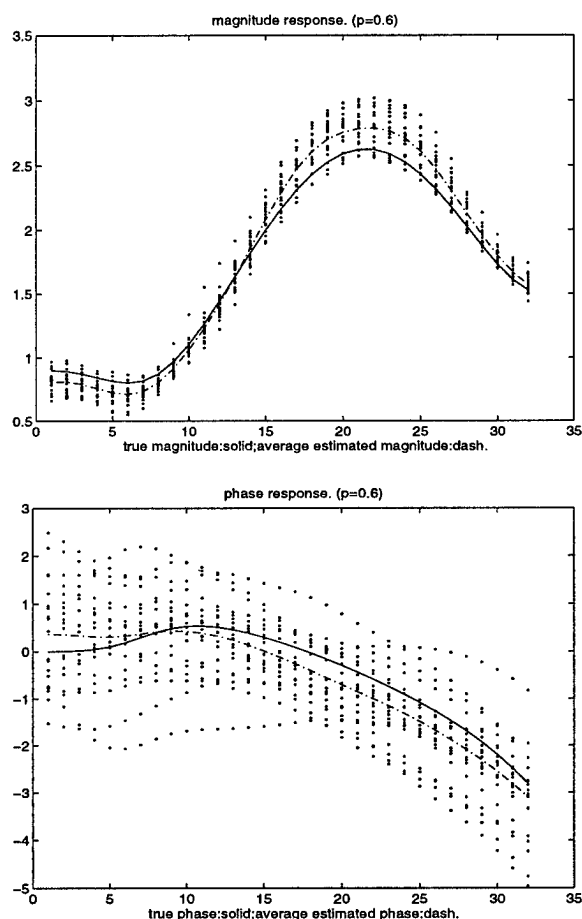 magnitude response. (p=0.6)
3.5
3
2.5
2
1.5
1
0.5
0 5 10 15 20 25 30 35
true magnitude:solid;average estimated magnitude:dash.
phase response. (p=0.6)
3
2
1
0
−1
−2
−3
−4
−5
0 5 10 15 20 25 30 35
true phase:solid;average estimated phase:dash.